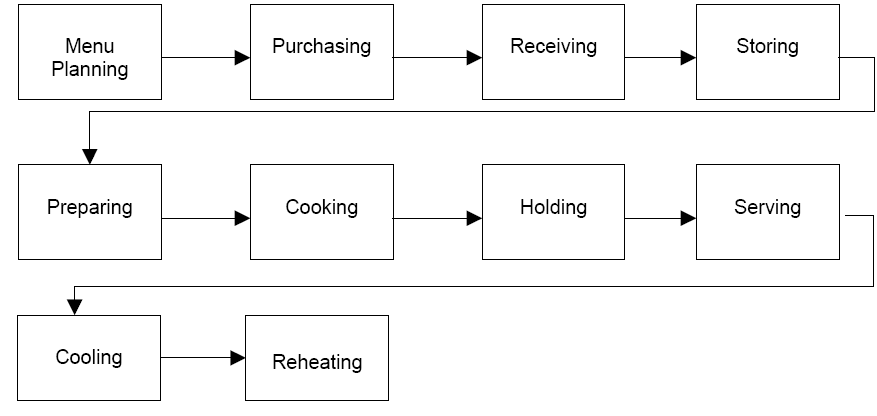 Menu
Planning
Purchasing
Receiving
Storing
Preparing
Cooking
Holding
Serving
Cooling
Reheating